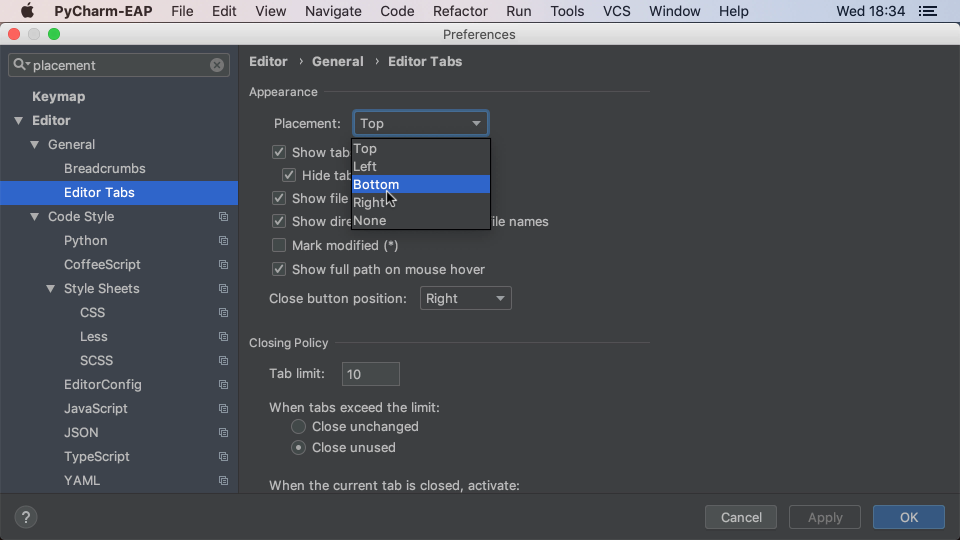 PyCharm-EAP File Edit View Navigate Code Refactor Run Tools VCS Window Help Wed 18:34
Preferences
placement
Keymap
Editor
General
Breadcrumbs
Editor Tabs
Code Style
Python
CoffeeScript
Style Sheets
CSS
Less
SCSS
EditorConfig
JavaScript
JSON
TypeScript
YAML
Editor › General › Editor Tabs
Appearance
Placement: Top
Top
Left
Bottom
Right
None
Show tab
Hide tab
Show file
Show dire ile names
Mark modified (*)
Show full path on mouse hover
Close button position: Right
Closing Policy
Tab limit: 10
When tabs exceed the limit:
Close unchanged
Close unused
When the current tab is closed, activate:
? Cancel Apply OK